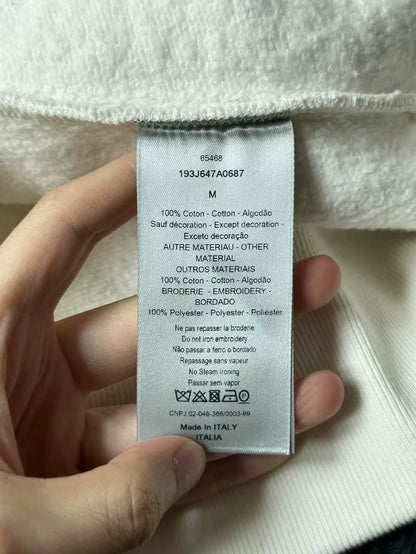 65468
193J647A0687
M
100% Coton - Cotton - Algodão
Sauf décoration - Except decoration -
Exceto decoração
AUTRE MATERIAU - OTHER
MATERIAL
OUTROS MATERIAIS
100% Coton - Cotton - Algodão
BRODERIE - EMBROIDERY -
BORDADO
100% Polyester - Polyester - Poliéster
Ne pas repasser la broderie
Do not iron embroidery
Não passar a ferro o bordado
Repassage sans vapeur
No Steam ironing
Passar sem vapor
P
CNPJ 02-046-366/0003-99
Made In ITALY
ITALIA